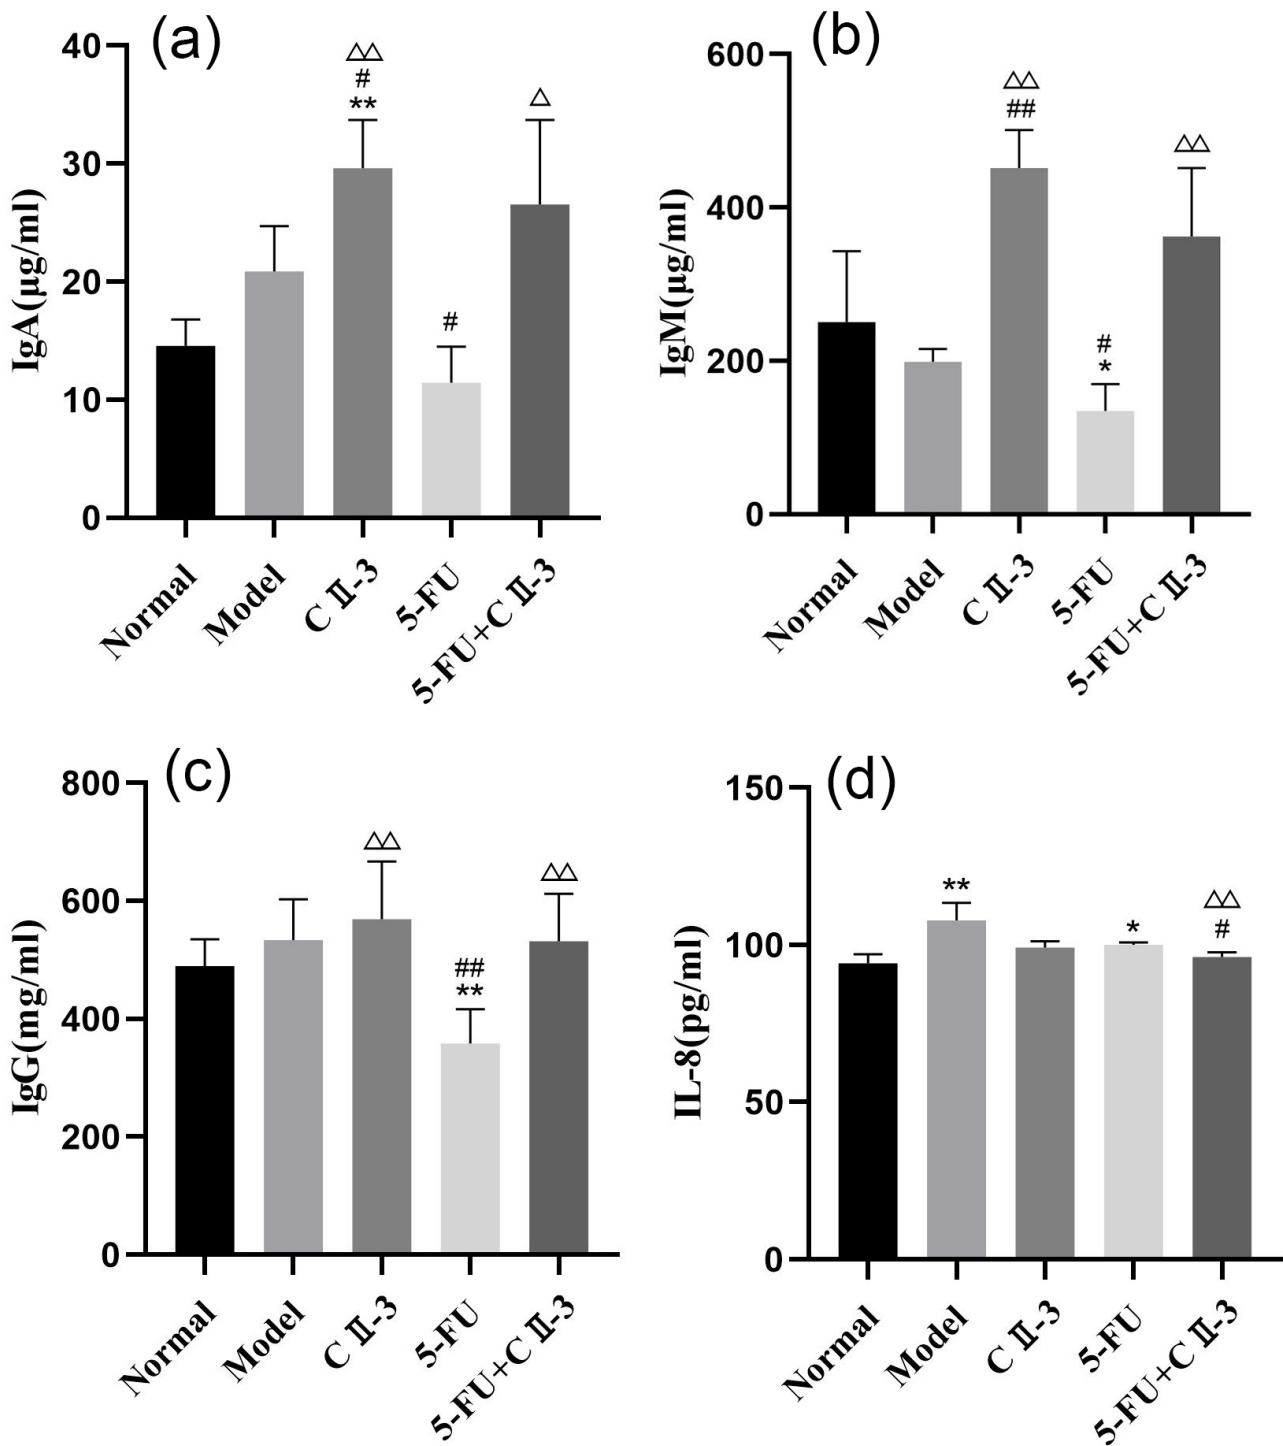 (a)
IgA(μg/ml)
40
30
20
10
0
△△
#
**
#
△
Normal
Model
C Ⅱ-3
5-FU
5-FU+C Ⅱ-3
(b)
IgM(μg/ml)
600
400
200
0
△△
##
#
*
△△
Normal
Model
C Ⅱ-3
5-FU
5-FU+C Ⅱ-3
(c)
IgG(mg/ml)
800
600
400
200
0
△△
##
**
△△
Normal
Model
C Ⅱ-3
5-FU
5-FU+C Ⅱ-3
(d)
IL-8(pg/ml)
150
100
50
0
**
*
△△
#
Normal
Model
C Ⅱ-3
5-FU
5-FU+C Ⅱ-3